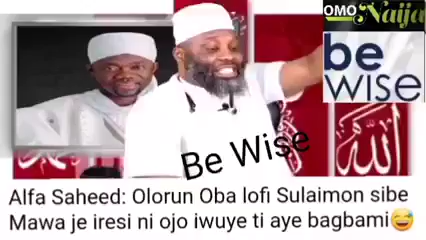 OMO
Naija
be
wise
Be Wise
الله
Alfa Saheed: Olorun Oba lofi Sulaimon sibe
Mawa je iresi ni ojo iwuye ti aye bagbami😅